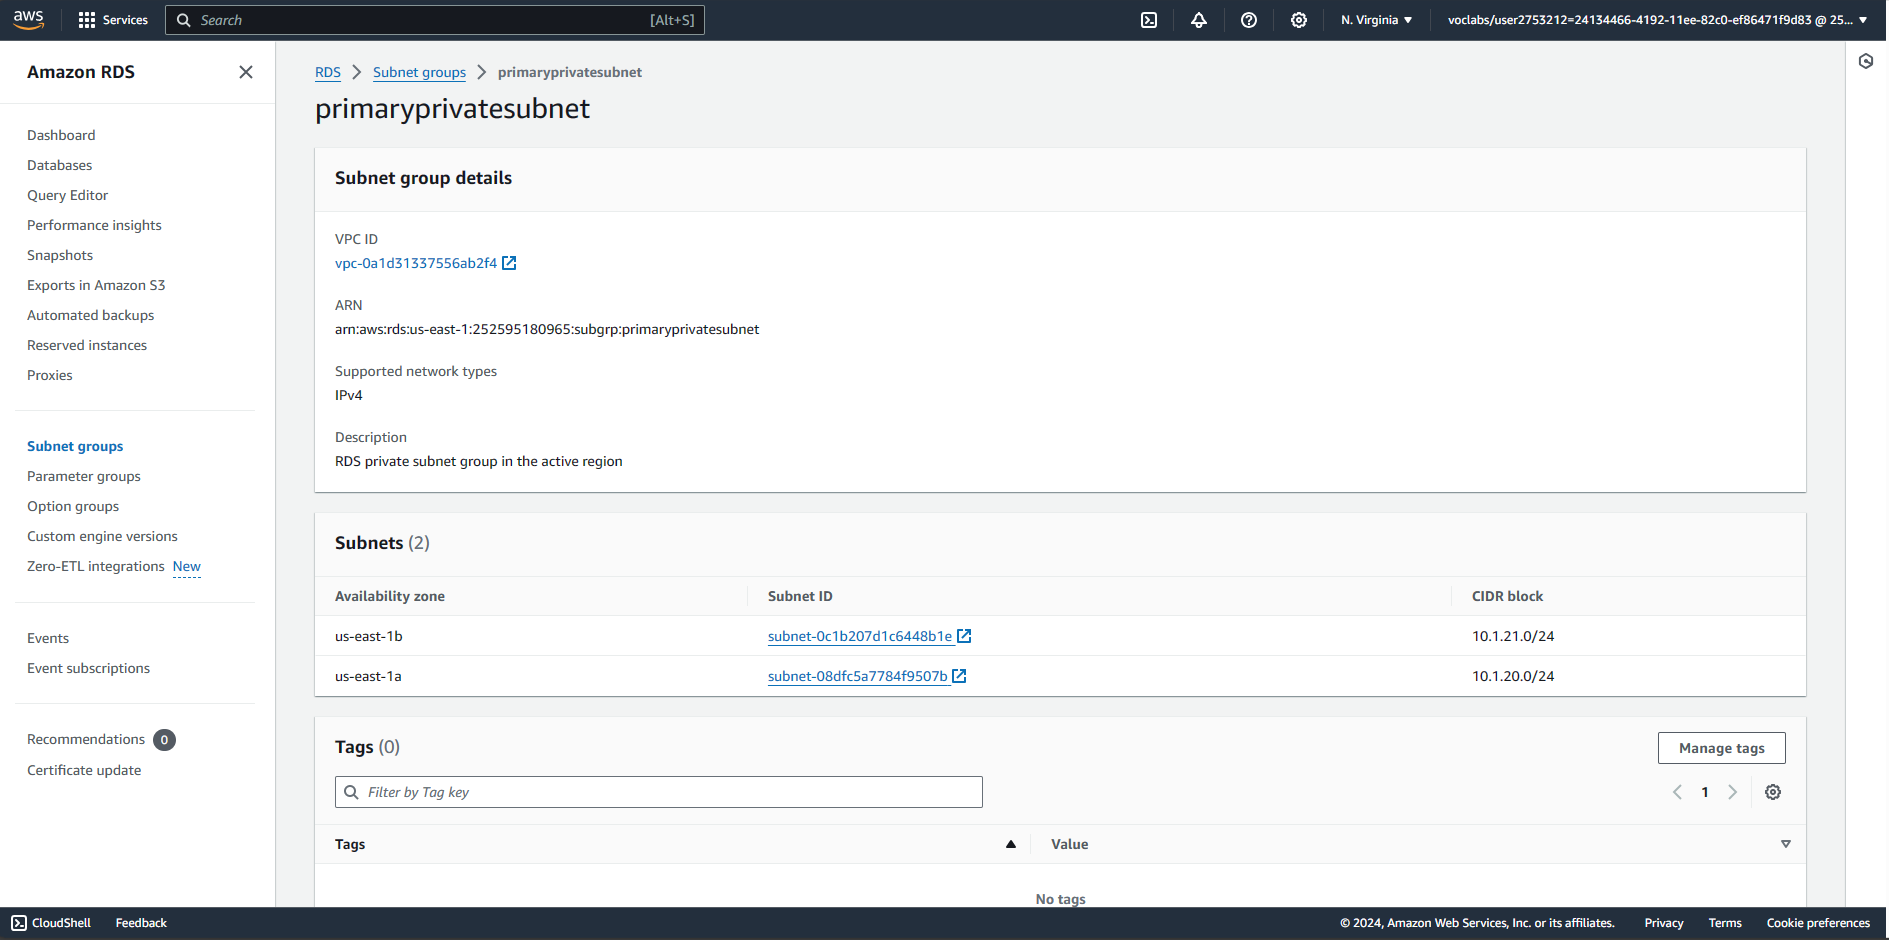 aws Services Search [Alt+S] N. Virginia voclabs/user2753212=24134466-4192-11ee-82c0-ef86471f9d83 @ 25...
Amazon RDS
Dashboard
Databases
Query Editor
Performance insights
Snapshots
Exports in Amazon S3
Automated backups
Reserved instances
Proxies
Subnet groups
Parameter groups
Option groups
Custom engine versions
Zero-ETL integrations New
Events
Event subscriptions
Recommendations 0
Certificate update
RDS Subnet groups primaryprivatesubnet
primaryprivatesubnet
Subnet group details
VPC ID
vpc-0a1d31337556ab2f4
ARN
arn:aws:rds:us-east-1:252595180965:subgrp:primaryprivatesubnet
Supported network types
IPv4
Description
RDS private subnet group in the active region
Subnets (2)
Availability zone Subnet ID CIDR block
us-east-1b subnet-0c1b207d1c6448b1e 10.1.21.0/24
us-east-1a subnet-08dfc5a7784f9507b 10.1.20.0/24
Tags (0) Manage tags
Filter by Tag key 1
Tags Value
No tags
CloudShell Feedback © 2024, Amazon Web Services, Inc. or its affiliates. Privacy Terms Cookie preferences